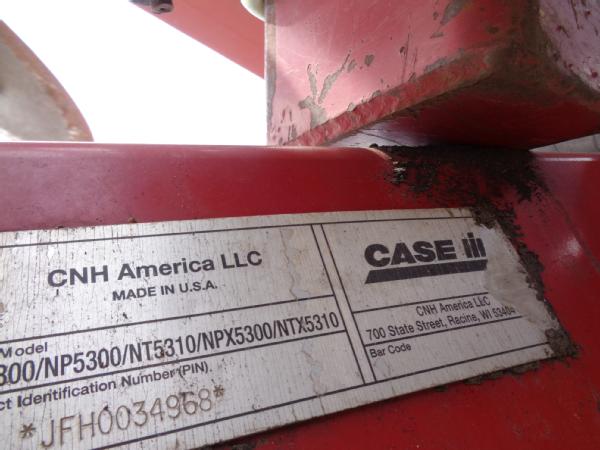 CNH America LLC
MADE IN U.S.A.
Model
300/NP5300/NT5310/NPX5300/NTX5310
ct Identification Number (PIN)
*JFH0034968*
CASE IH
CNH America LLC
700 State Street, Racine, WI 53404
Bar Code